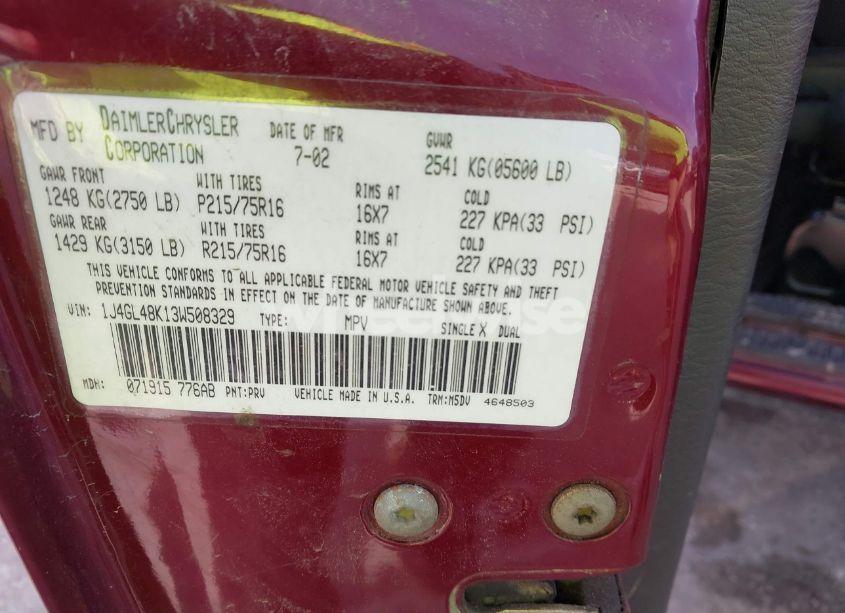 MFD BY DAIMLERCHRYSLER CORPORATION DATE OF MFR 7-02 GVWR 2541 KG(05600 LB)
GAWR FRONT WITH TIRES RIMS AT COLD
1248 KG(2750 LB) P215/75R16 16X7 227 KPA(33 PSI)
GAWR REAR WITH TIRES RIMS AT COLD
1429 KG(3150 LB) R215/75R16 16X7 227 KPA(33 PSI)
THIS VEHICLE CONFORMS TO ALL APPLICABLE FEDERAL MOTOR VEHICLE SAFETY AND THEFT
PREVENTION STANDARDS IN EFFECT ON THE DATE OF MANUFACTURE SHOWN ABOVE.
VIN: 1J4GL48K13W508329 TYPE: MPV SINGLE X DUAL
MDH: 071915 776AB PNT:PRV VEHICLE MADE IN U.S.A. TRM:M5DV 4648503